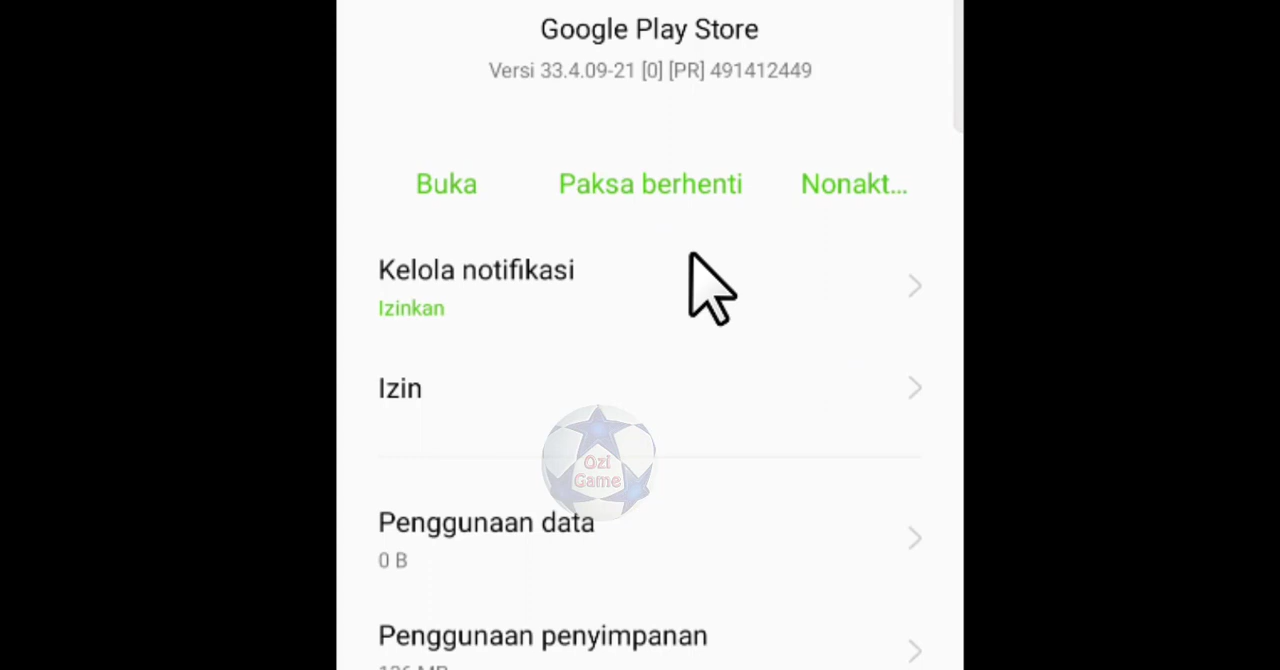 Google Play Store
Versi 33.4.09-21 [0] [PR] 491412449
Buka Paksa berhenti Nonakt...
Kelola notifikasi
Izinkan
Izin
Ozi
Game
Penggunaan data
0 B
Penggunaan penyimpanan